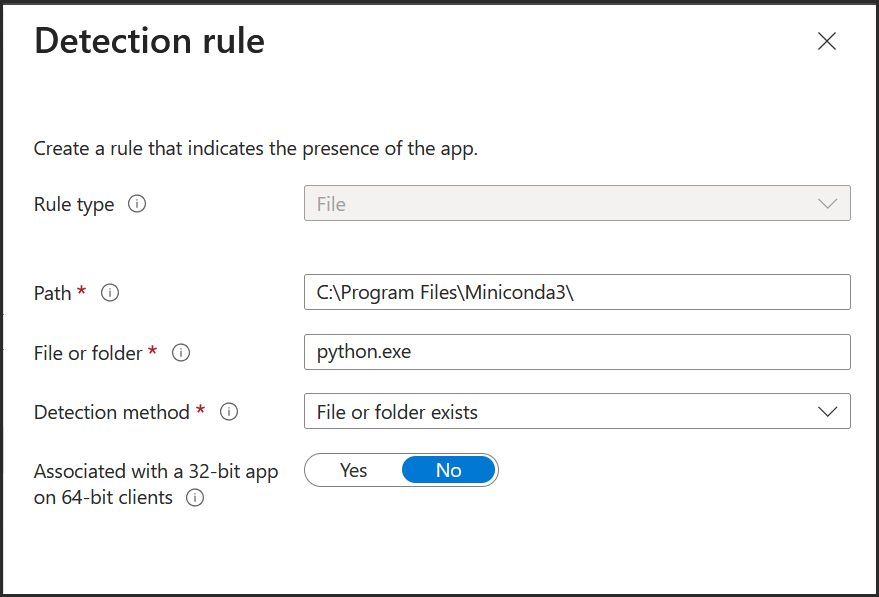 Detection rule
Create a rule that indicates the presence of the app.
Rule type
File
Path *
C:\Program Files\Miniconda3\
File or folder *
python.exe
Detection method *
File or folder exists
Associated with a 32-bit app
on 64-bit clients
Yes No